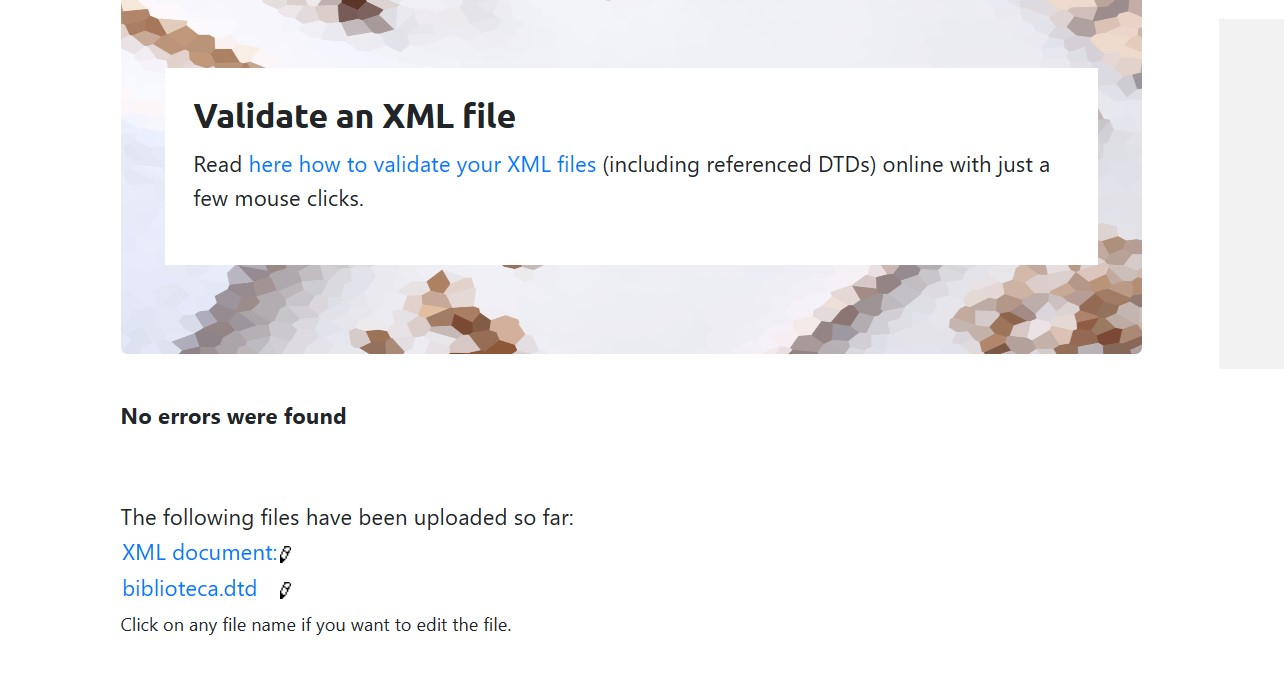 Validate an XML file
Read here how to validate your XML files (including referenced DTDs) online with just a
few mouse clicks.
No errors were found
The following files have been uploaded so far:
XML document:
biblioteca.dtd
Click on any file name if you want to edit the file.